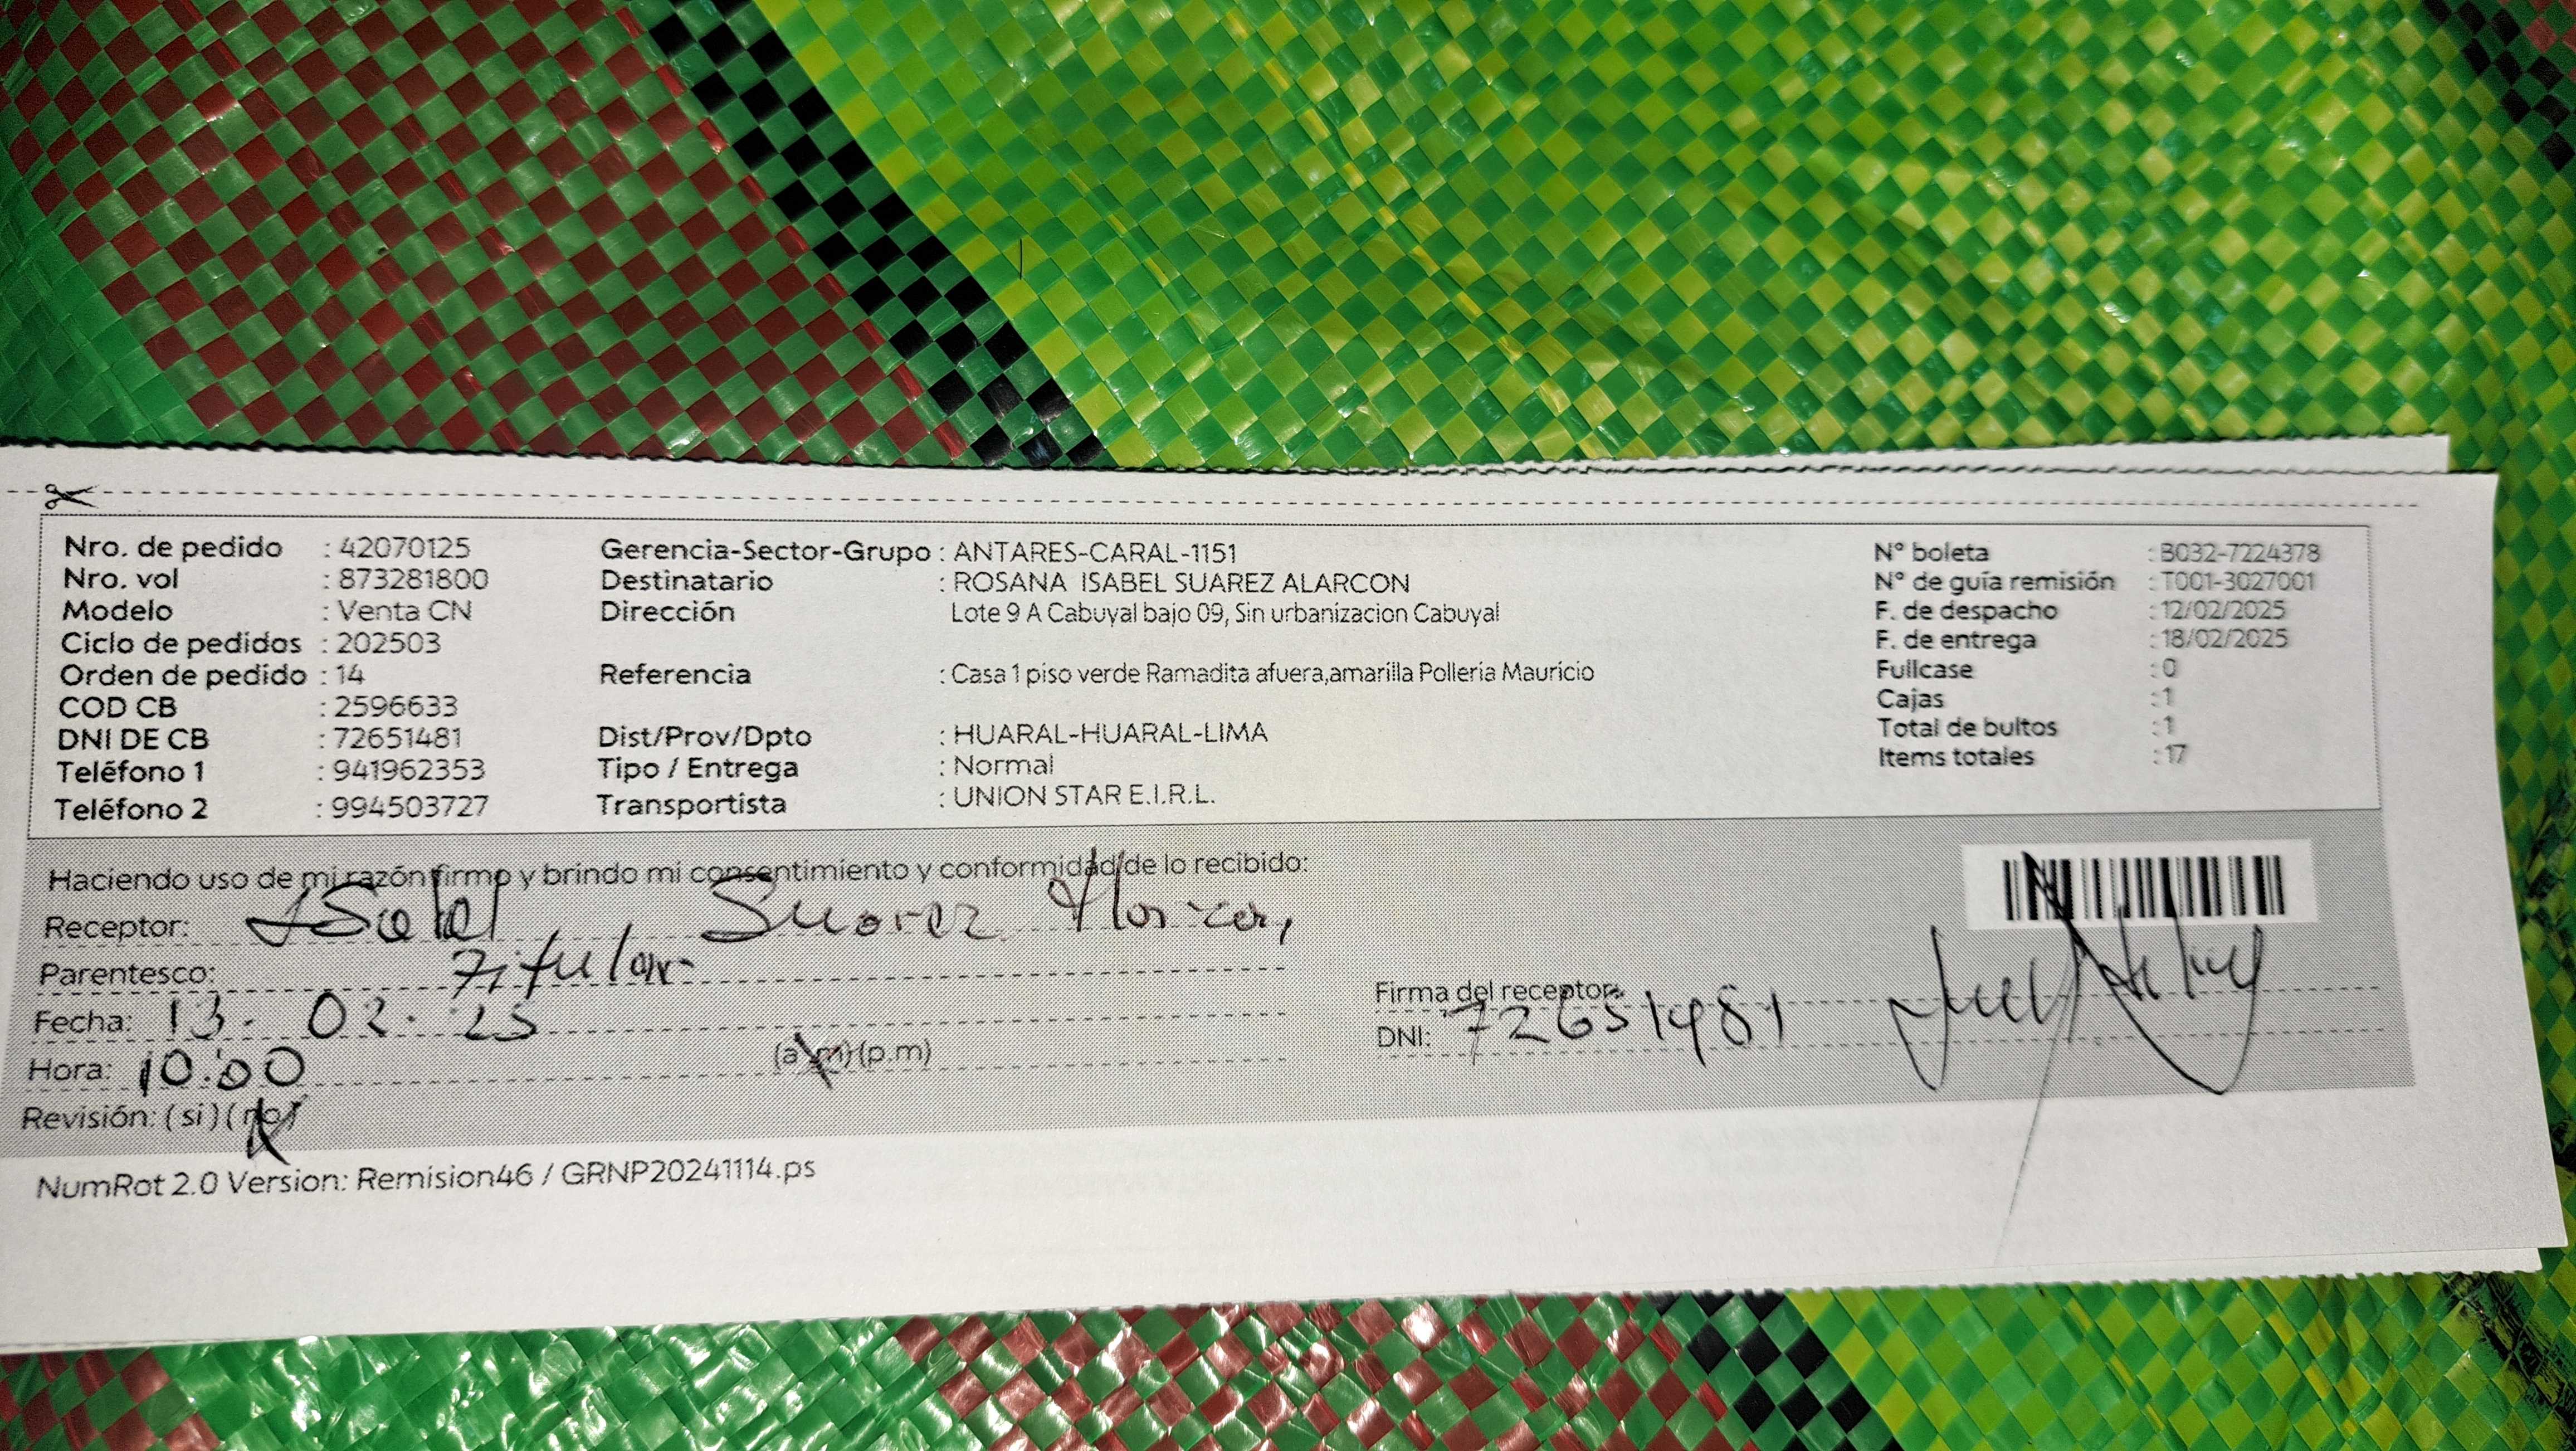 Nro. de pedido : 42070125
Nro. vol : 873281800
Modelo : Venta CN
Ciclo de pedidos : 202503
Orden de pedido : 14
COD CB : 2596633
DNI DE CB : 72651481
Teléfono 1 : 941962353
Teléfono 2 : 994503727
Gerencia-Sector-Grupo : ANTARES-CARAL-1151
Destinatario : ROSANA ISABEL SUAREZ ALARCON
Dirección Lote 9 A Cabuyal bajo 09, Sin urbanizacion Cabuyal
Referencia : Casa 1 piso verde Ramadita afuera,amarilla Polleria Mauricio
Dist/Prov/Dpto : HUARAL-HUARAL-LIMA
Tipo / Entrega : Normal
Transportista : UNION STAR E.I.R.L.
N° boleta : B032-7224378
N° de guía remisión : T001-3027001
F. de despacho : 12/02/2025
F. de entrega : 18/02/2025
Fullcase : 0
Cajas : 1
Total de bultos : 1
Items totales : 17
Haciendo uso de mi razón firmo y brindo mi consentimiento y conformidad de lo recibido:
Receptor: Isabel Suarez
Parentesco: Titular
Fecha: 13. 02. 25
Hora: 10:00 (a.m) (p.m)
Revisión: (si) (no)
Firma del receptor:
DNI: 72651481
NumRot 2.0 Version: Remision46 / GRNP20241114.ps